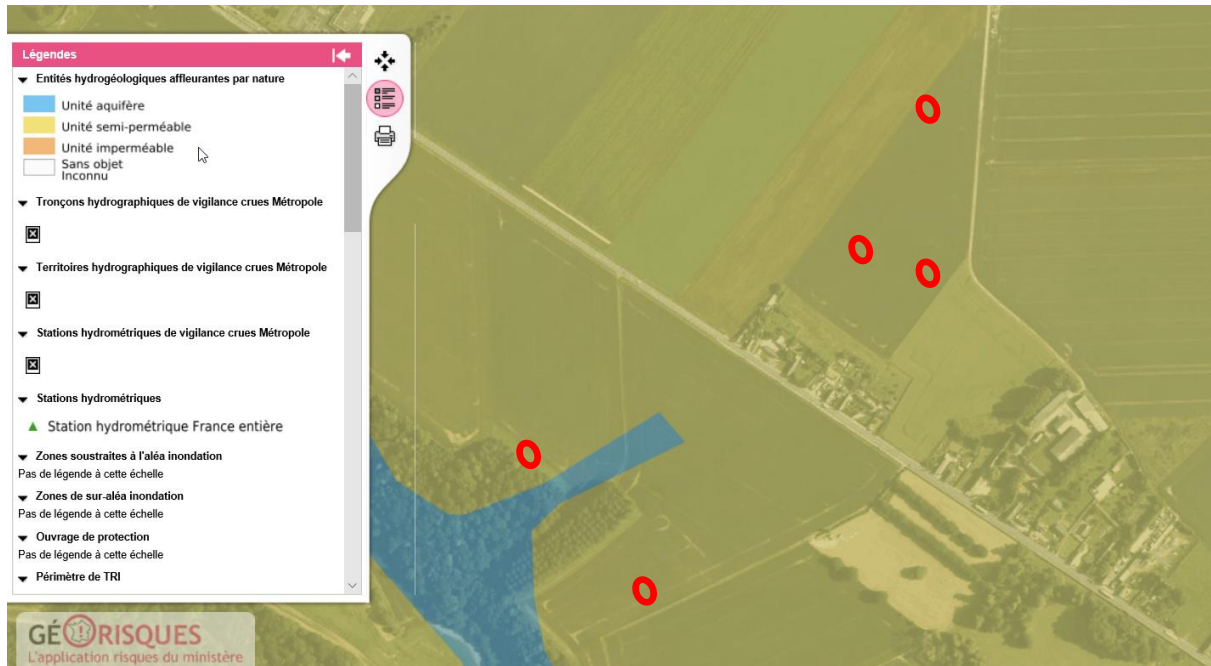 Légendes
Entités hydrogéologiques affleurantes par nature
Unité aquifère
Unité semi-perméable
Unité imperméable
Sans objet
Inconnu
Tronçons hydrographiques de vigilance crues Métropole
Territoires hydrographiques de vigilance crues Métropole
Stations hydrométriques de vigilance crues Métropole
Stations hydrométriques
Station hydrométrique France entière
Zones soustraites à l'aléa inondation
Pas de légende à cette échelle
Zones de sur-aléa inondation
Pas de légende à cette échelle
Ouvrage de protection
Pas de légende à cette échelle
Périmètre de TRI
GÉORISQUES
L'application risques du ministère